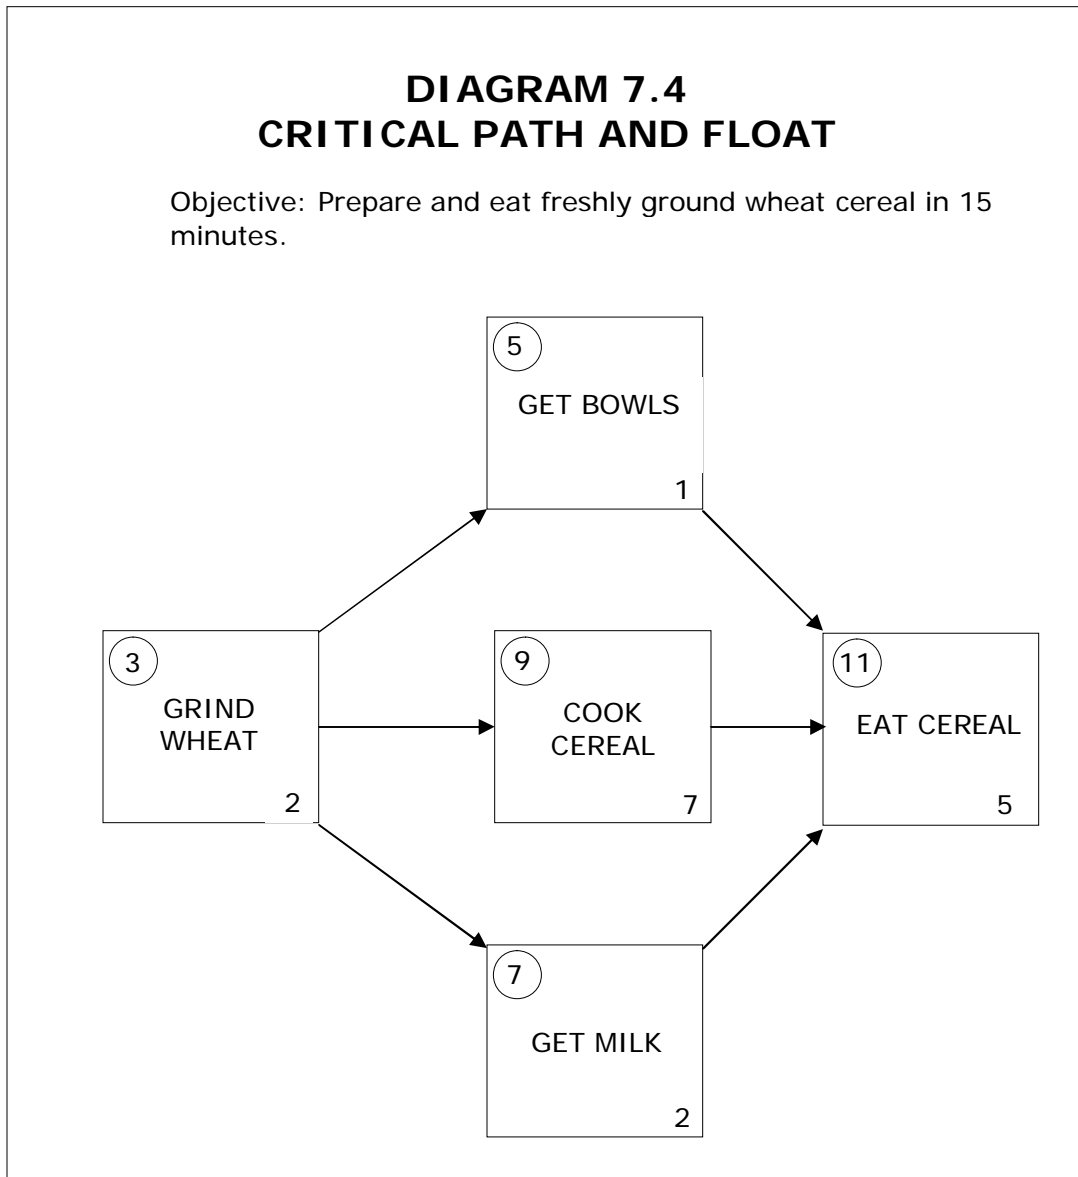 DIAGRAM 7.4
CRITICAL PATH AND FLOAT
Objective: Prepare and eat freshly ground wheat cereal in 15
minutes.
5
GET BOWLS
1
3
GRIND
WHEAT
2
9
COOK
CEREAL
7
11
EAT CEREAL
5
7
GET MILK
2